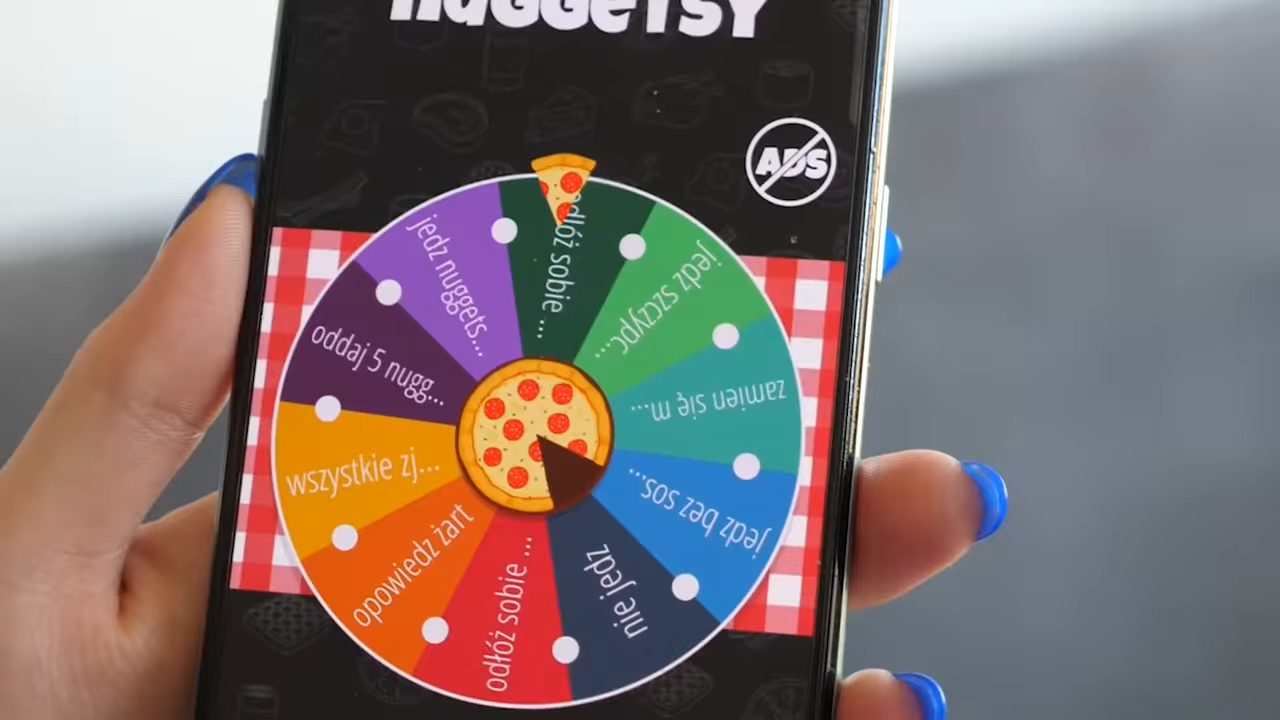 nuggetsy
ADS
odłóż sobie ...
jedz szczypc...
zamien się m...
jedz bez sos...
nie jedz
odłóż sobie ...
opowiedz żart
wszystkie zj...
oddaj 5 nugg...
jedz nuggets...